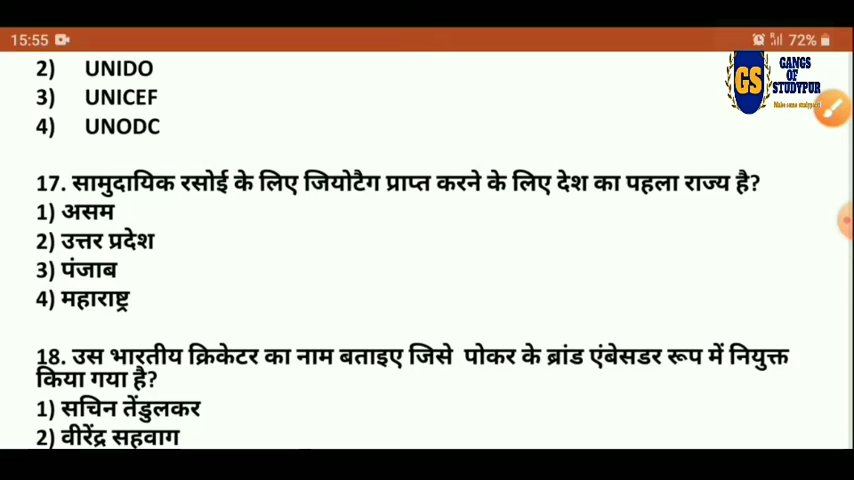 15:55
72%
GANGS
OF
STUDYPUR
GS
2) UNIDO
3) UNICEF
4) UNODC
17. सामुदायिक रसोई के लिए जियोटैग प्राप्त करने के लिए देश का पहला राज्य है?
1) असम
2) उत्तर प्रदेश
3) पंजाब
4) महाराष्ट्र
18. उस भारतीय क्रिकेटर का नाम बताइए जिसे पोकर के ब्रांड एंबेसडर रूप में नियुक्त
किया गया है?
1) सचिन तेंडुलकर
2) वीरेंद्र सहवाग